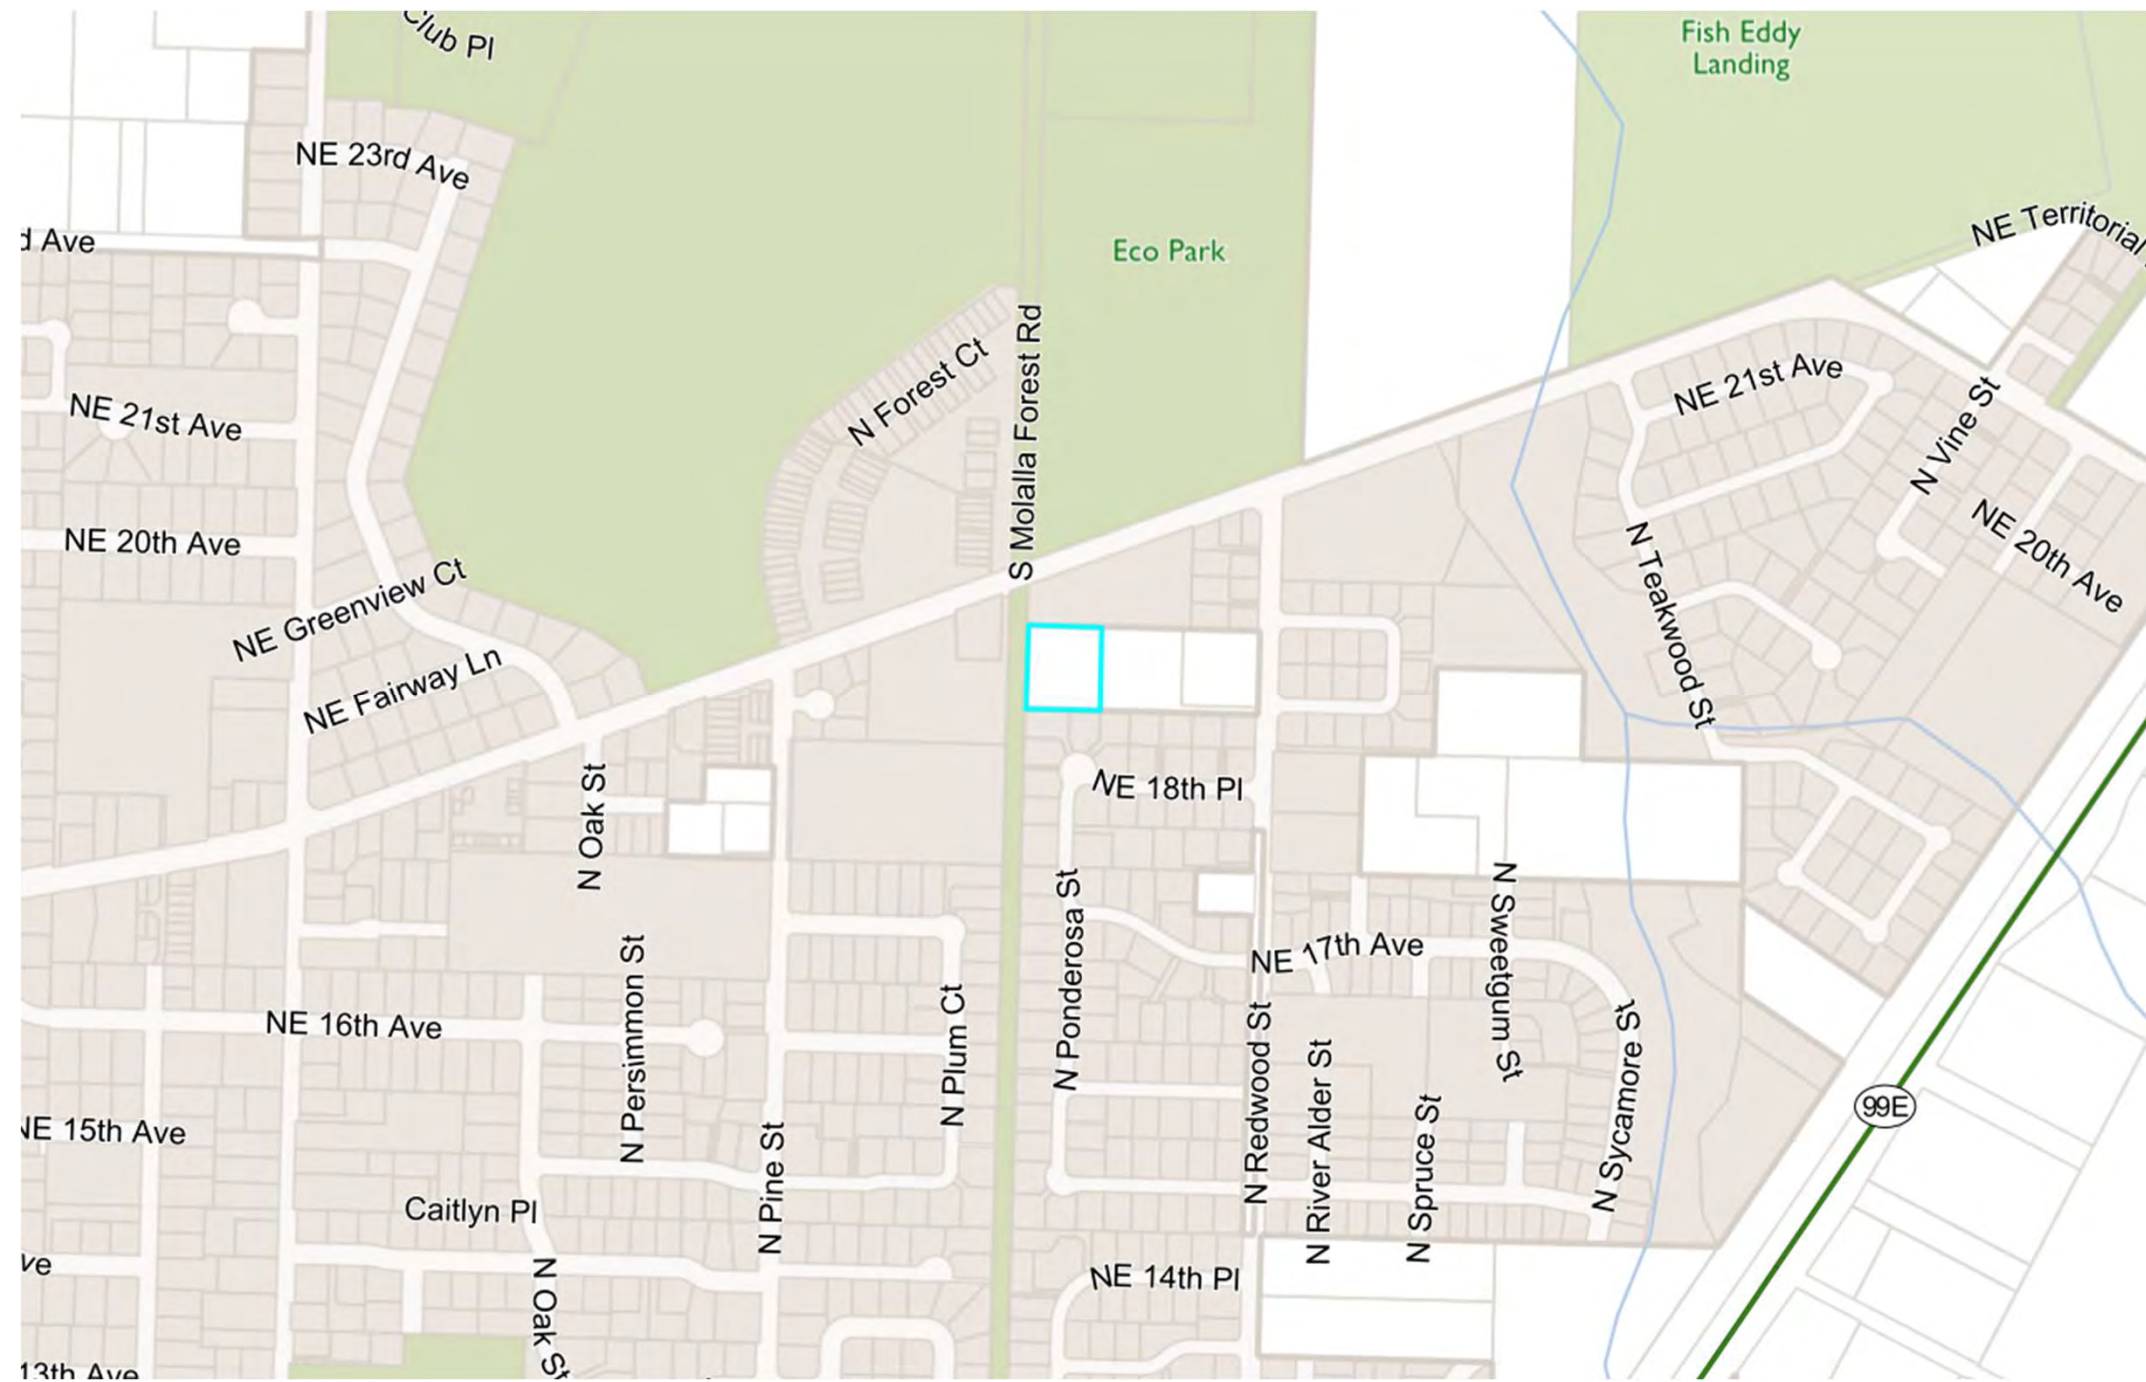 Club Pl
Fish Eddy
Landing
NE 23rd Ave
NE Territorial
d Ave
Eco Park
N Forest Ct
S Molalla Forest Rd
NE 21st Ave
NE 21st Ave
N Vine St
NE 20th Ave
NE 20th Ave
NE Greenview Ct
N Teakwood St
NE Fairway Ln
NE 18th Pl
N Oak St
N Ponderosa St
N Sweetgum St
NE 17th Ave
N Persimmon St
NE 16th Ave
N Plum Ct
N Redwood St
N River Alder St
N Spruce St
N Sycamore St
99E
NE 15th Ave
N Pine St
Caitlyn Pl
ve
NE 14th Pl
N Oak St
13th Ave